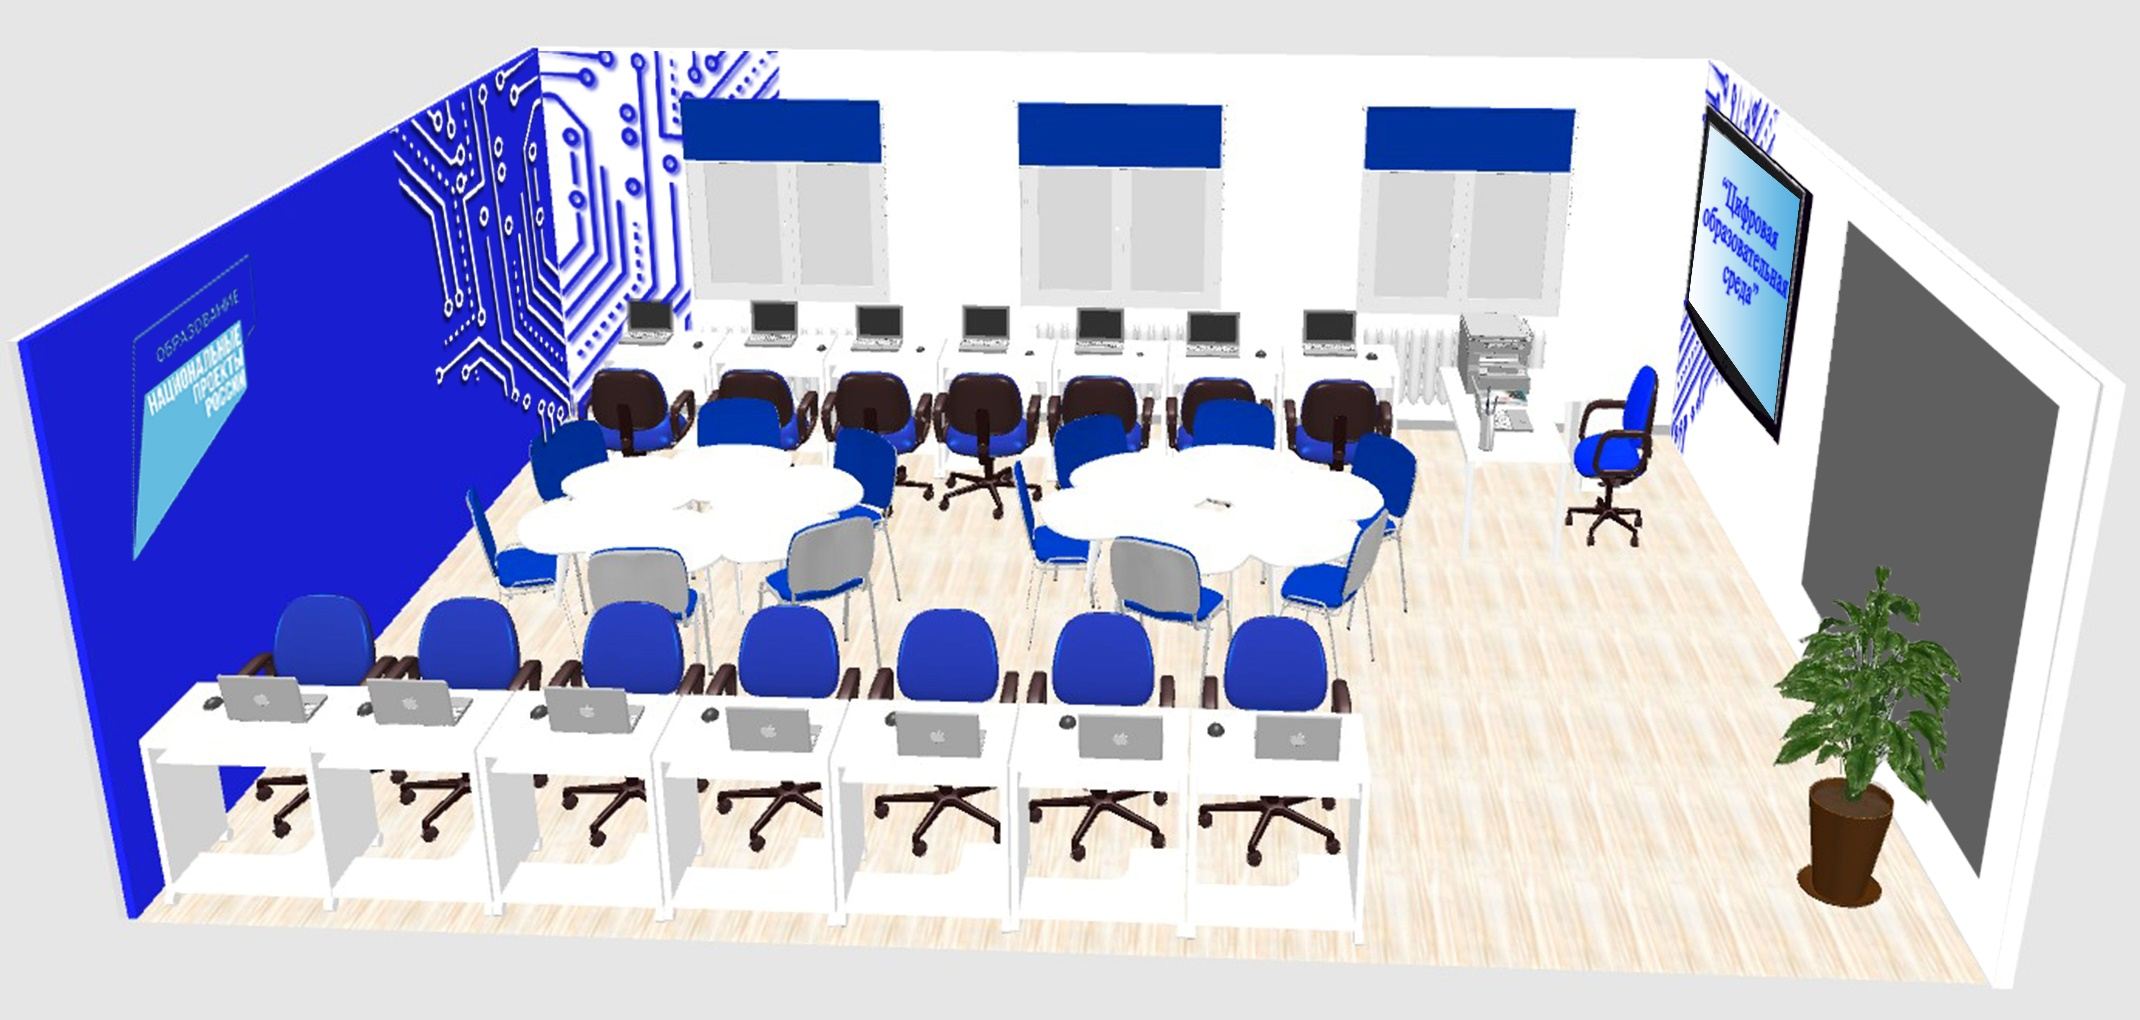 ОБРАЗОВАНИЕ
НАЦИОНАЛЬНЫЕ
ПРОЕКТЫ
РОССИИ
“Цифровая
образовательная
среда”